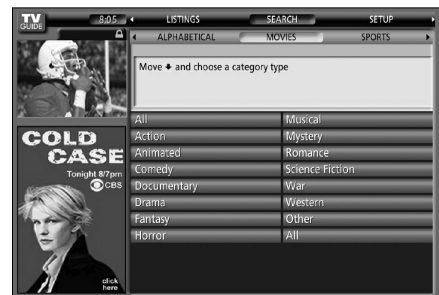 TV GUIDE
8:05
LISTINGS SEARCH SETUP
ALPHABETICAL MOVIES SPORTS
Move and choose a category type
All Musical
Action Mystery
Animated Romance
Comedy Science Fiction
Documentary War
Drama Western
Fantasy Other
Horror All
COLD
CASE
Tonight 8/7pm
CBS
click
here